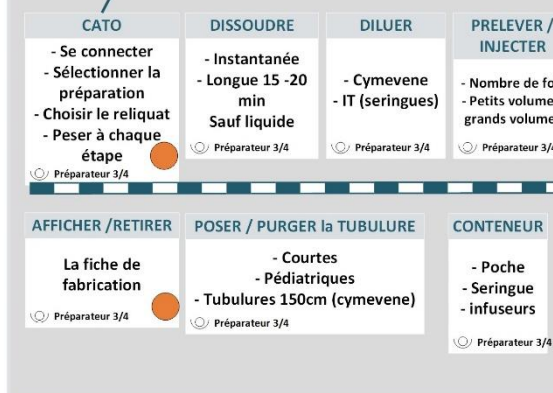 CATO
- Se connecter
- Sélectionner la
préparation
- Choisir le reliquat
- Peser à chaque
étape
Préparateur 3/4
DISSOUDRE
- Instantanée
- Longue 15 -20
min
Sauf liquide
Préparateur 3/4
DILUER
- Cymevene
- IT (seringues)
Préparateur 3/4
PRELEVER /
INJECTER
- Nombre de
- Petits
grands
Préparateur 3/4
AFFICHER /RETIRER
La fiche de
fabrication
Préparateur 3/4
POSER / PURGER la TUBULURE
- Courtes
- Pédiatriques
- Tubulures 150cm (cymevene)
Préparateur 3/4
CONTENEUR
- Poche
- Seringue
- infuseurs
Préparateur 3/4